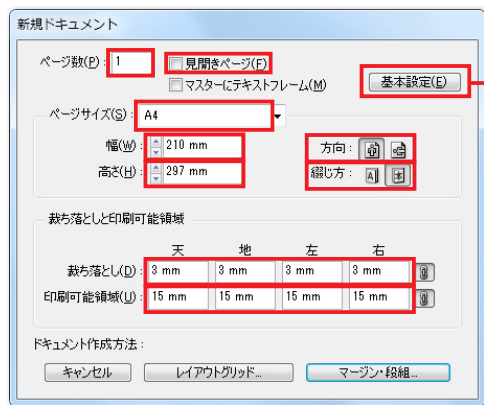 新規ドキュメント
ページ数(P): 1
見開きページ(F)
マスターにテキストフレーム(M)
基本設定(E)
ページサイズ(S): A4
幅(W): 210 mm
方向:
高さ(H): 297 mm
綴じ方:
裁ち落としと印刷可能領域
天 地 左 右
裁ち落とし(D): 3 mm 3 mm 3 mm 3 mm
印刷可能領域(U): 15 mm 15 mm 15 mm 15 mm
ドキュメント作成方法:
キャンセル レイアウトグリッド... マージン・段組...